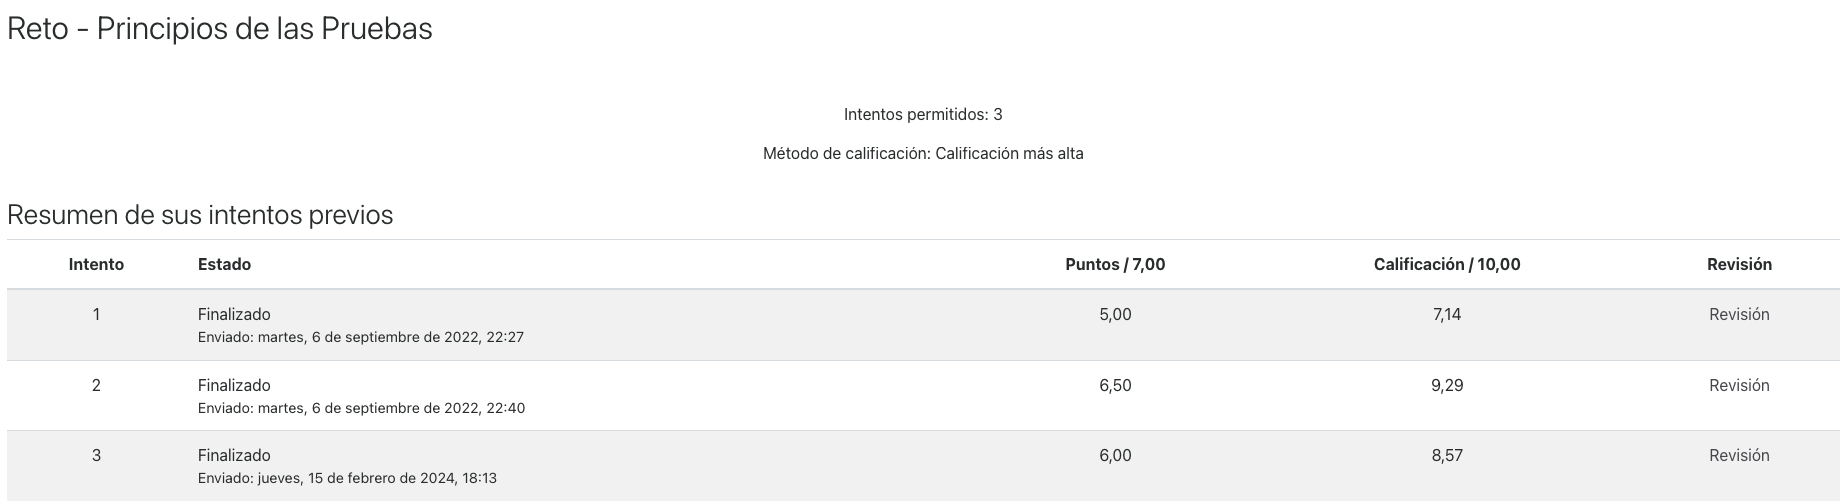 Reto - Principios de las Pruebas
Intentos permitidos: 3
Método de calificación: Calificación más alta
Resumen de sus intentos previos
Intento Estado Puntos / 7,00 Calificación / 10,00 Revisión
1 Finalizado 5,00 7,14 Revisión
Enviado: martes, 6 de septiembre de 2022, 22:27
2 Finalizado 6,50 9,29 Revisión
Enviado: martes, 6 de septiembre de 2022, 22:40
3 Finalizado 6,00 8,57 Revisión
Enviado: jueves, 15 de febrero de 2024, 18:13